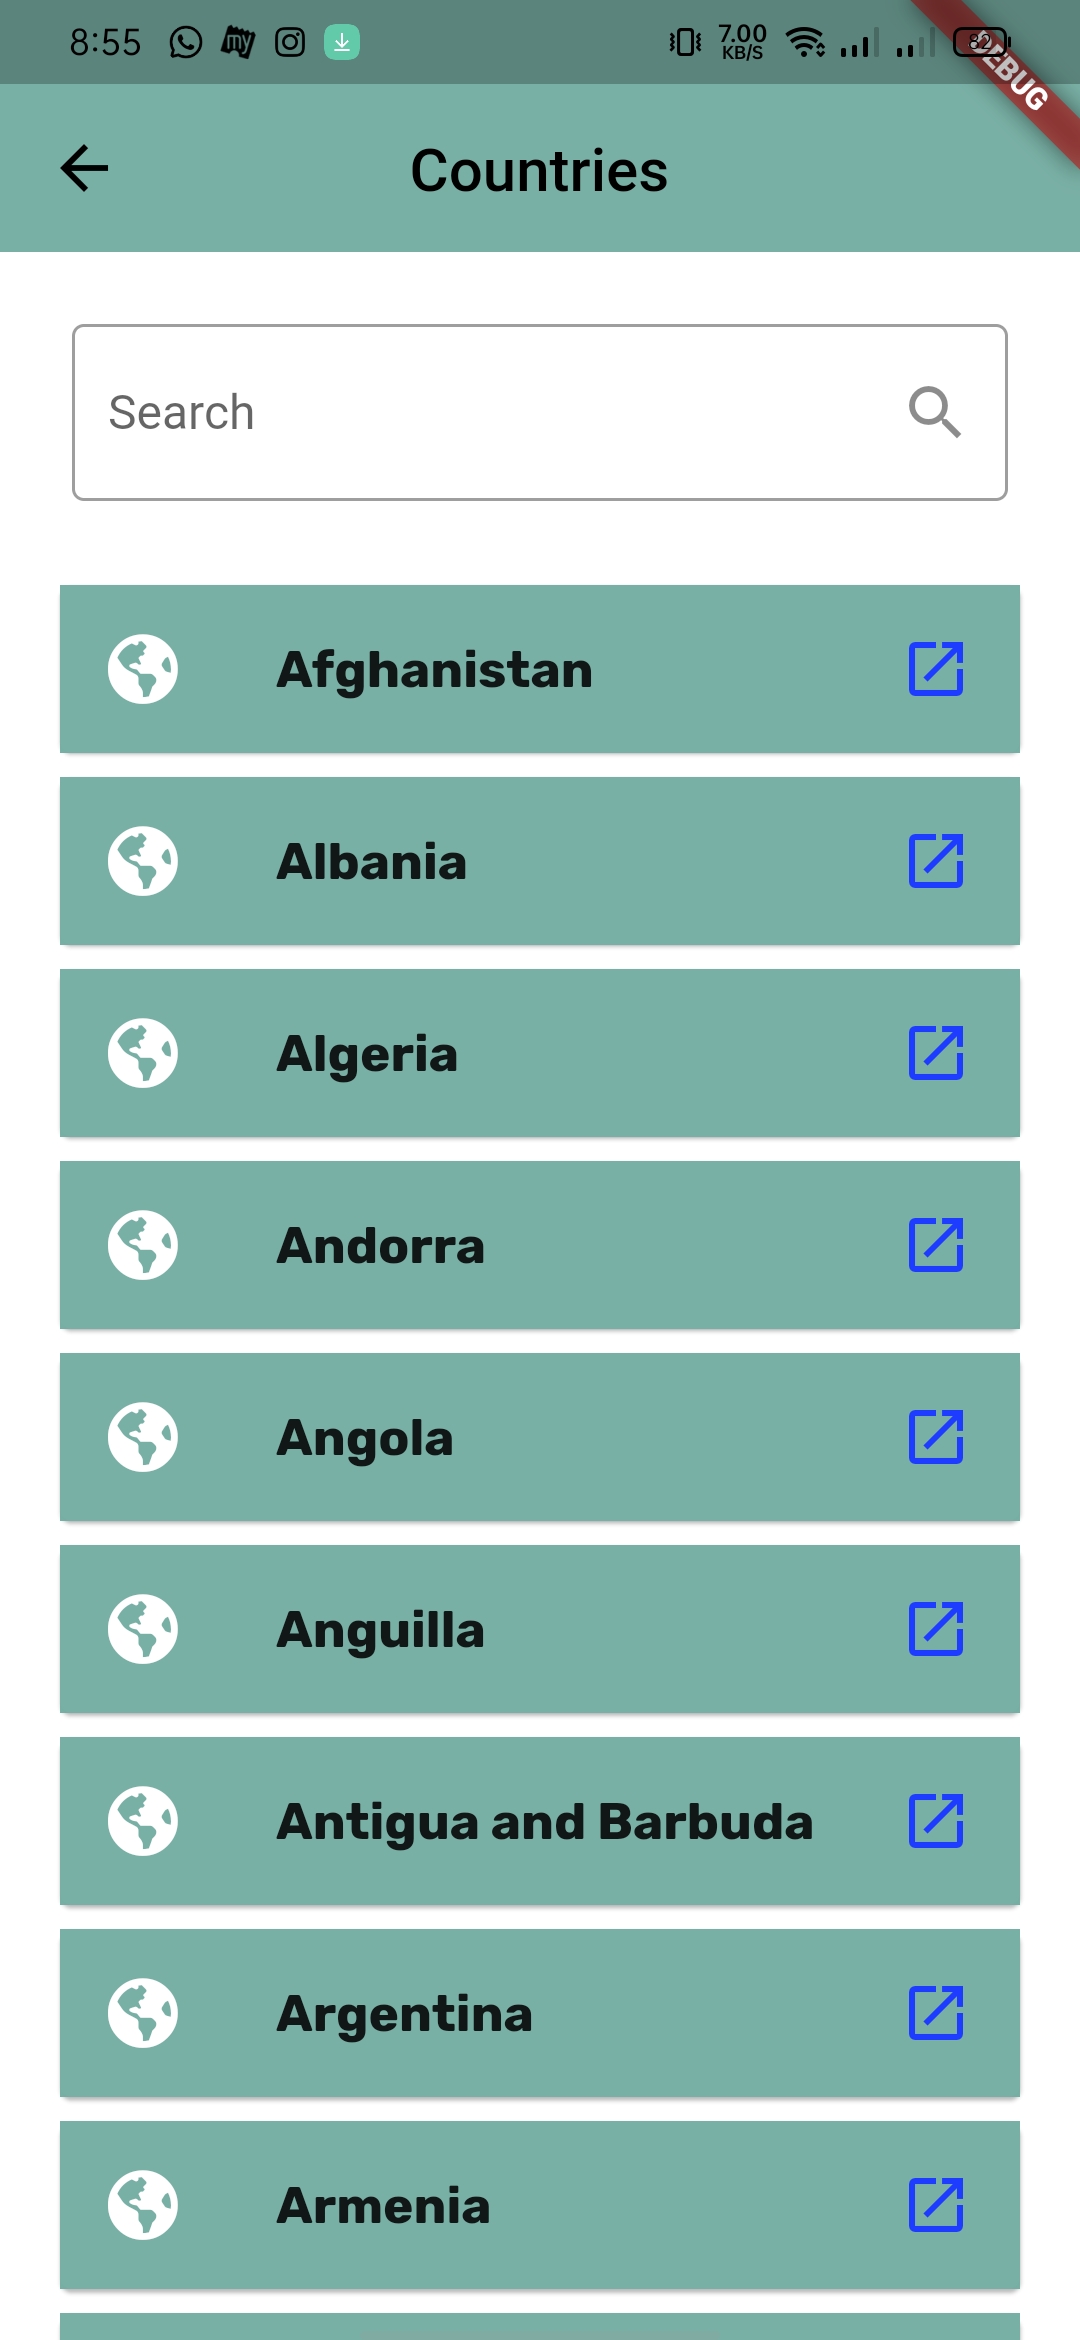 8:55
my
7.00
KB/S
82
DEBUG
Countries
Search
Afghanistan
Albania
Algeria
Andorra
Angola
Anguilla
Antigua and Barbuda
Argentina
Armenia